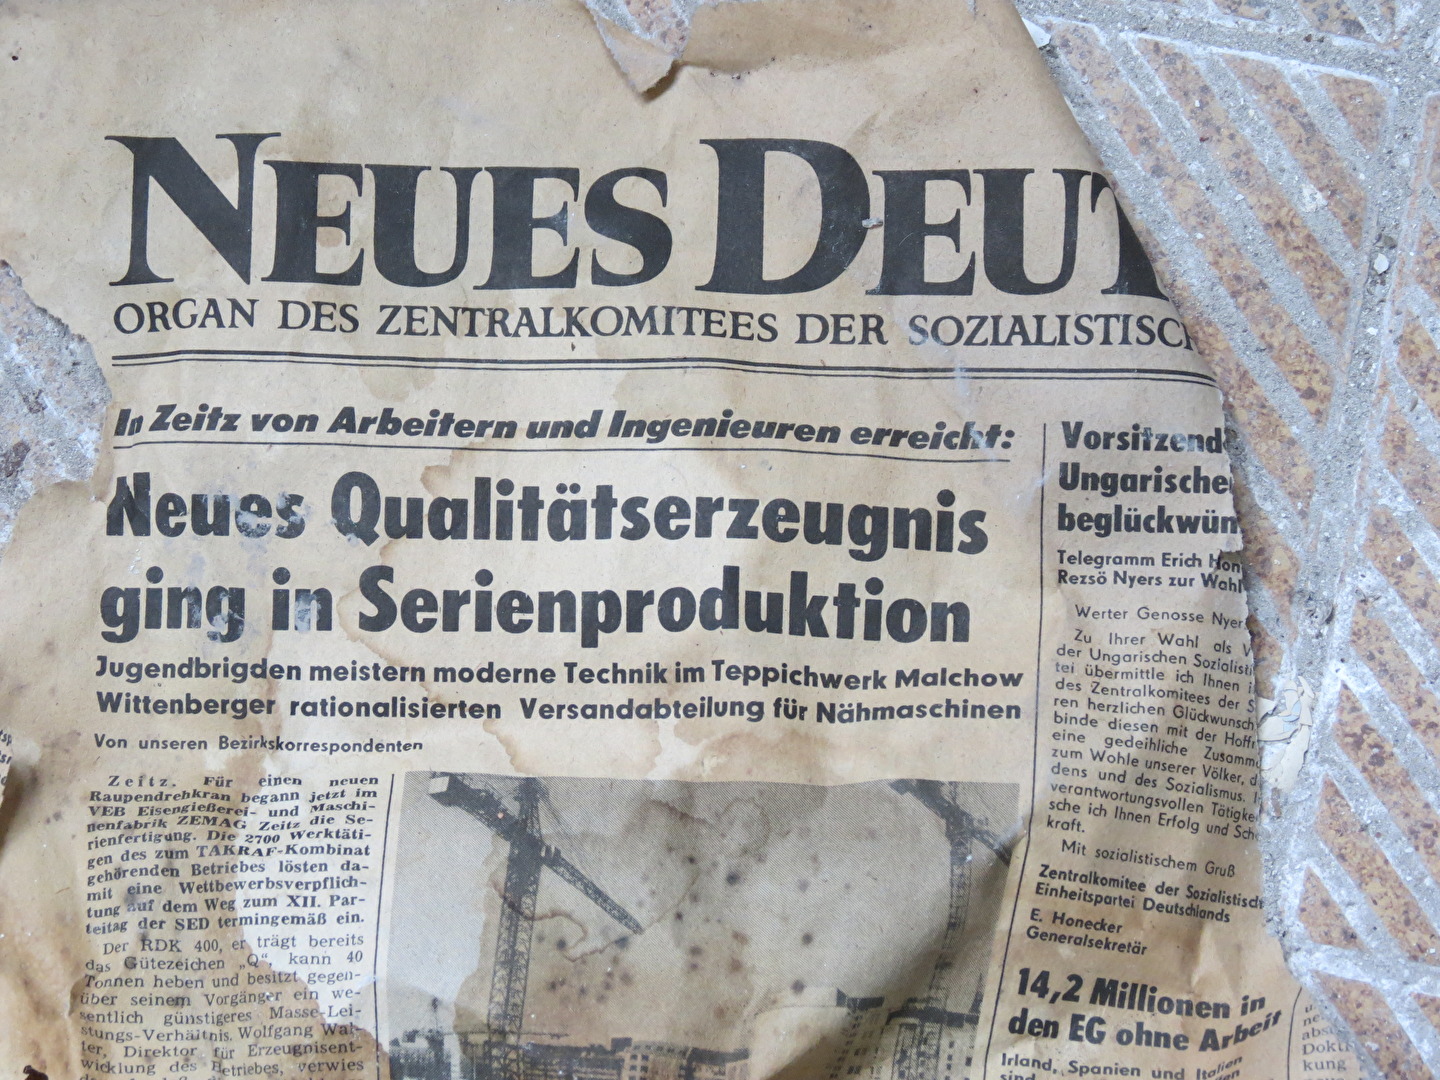 NEUES DEUT
ORGAN DES ZENTRALKOMITEES DER SOZIALISTISCH
In Zeitz von Arbeitern und Ingenieuren erreicht:
Neues Qualitätserzeugnis
ging in Serienproduktion
Jugendbrigaden meistern moderne Technik im Teppichwerk Malchow
Wittenberger rationalisierten Versandabteilung für Nähmaschinen
Von unseren Bezirkskorrespondenten
Zeitz. Für einen neuen
Raupendrehkran begann jetzt im
VEB Eisengießerei- und Maschi-
nenfabrik ZEMAG Zeitz die Se-
rienfertigung. Die 2700 Werktäti-
gen des zum TAKRAF-Kombinat
gehörenden Betriebes lösten da-
mit eine Wettbewerbsverpflich-
tung auf dem Weg zum XII. Par-
teitag der SED termingemäß ein.
Der RDK 400, er trägt bereits
das Gütezeichen „Q“, kann 40
Tonnen heben und besitzt gegen-
über seinem Vorgänger ein we-
sentlich günstigeres Masse-Lei-
stungs-Verhältnis. Wolfgang Wal-
ter, Direktor für Erzeugnisent-
wicklung des Betriebes, verwies
Vorsitzende
Ungarische
beglückwün
Telegramm Erich Hon
Rezsö Nyers zur Wahl
Werter Genosse Nyer
Zu Ihrer Wahl als V
der Ungarischen Sozialisti
tei übermittle ich Ihnen i
des Zentralkomitees der S
ren herzlichen Glückwunsch
binde diesen mit der Hoffn
eine gedeihliche Zusamm
zum Wohle unserer Völker, d
dens und des Sozialismus. I
verantwortungsvollen Tätigke
sche ich Ihnen Erfolg und Sch
kraft.
Mit sozialistischem Gruß
Zentralkomitee der Sozialistisch
Einheitspartei Deutschlands
E. Honecker
Generalsekretär
14,2 Millionen in
den EG ohne Arbeit
Irland, Spanien und Italien
sind